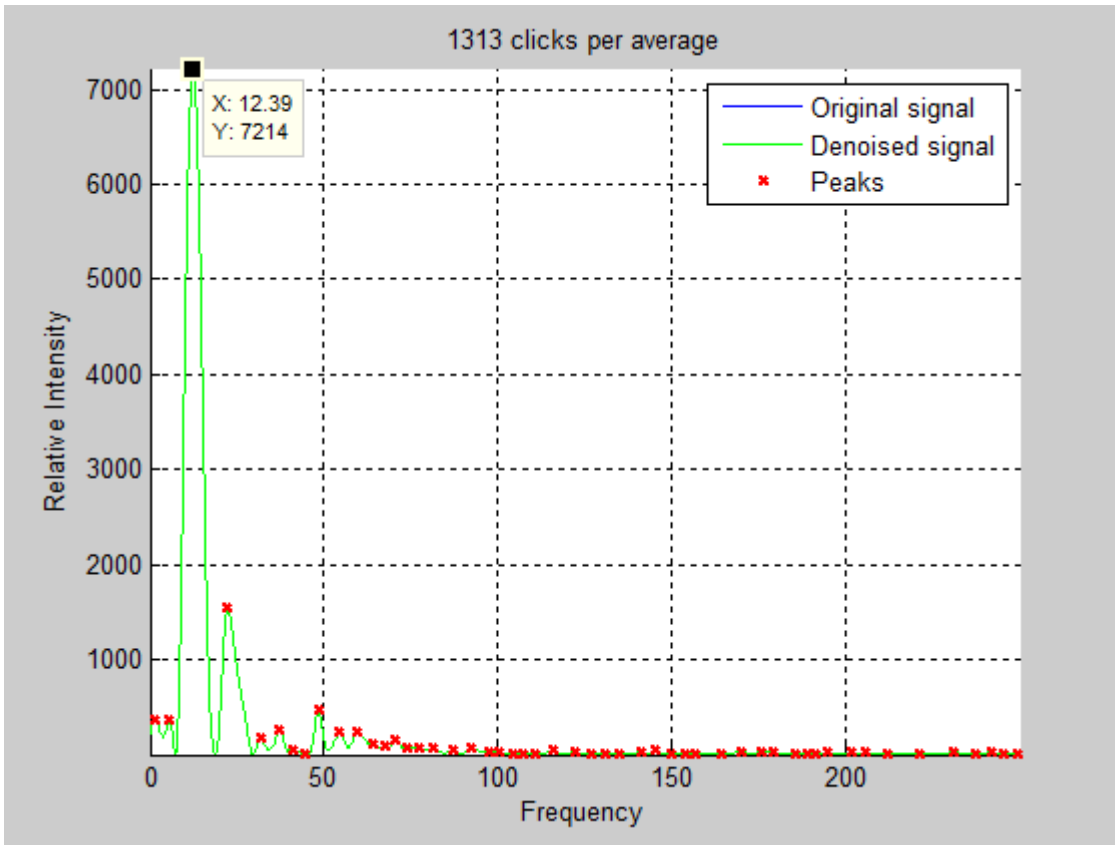 1313 clicks per average
7000
6000
5000
4000
3000
2000
1000
0
50
100
150
200
X: 12.39
Y: 7214
Original signal
Denoised signal
Peaks
Relative Intensity
Frequency